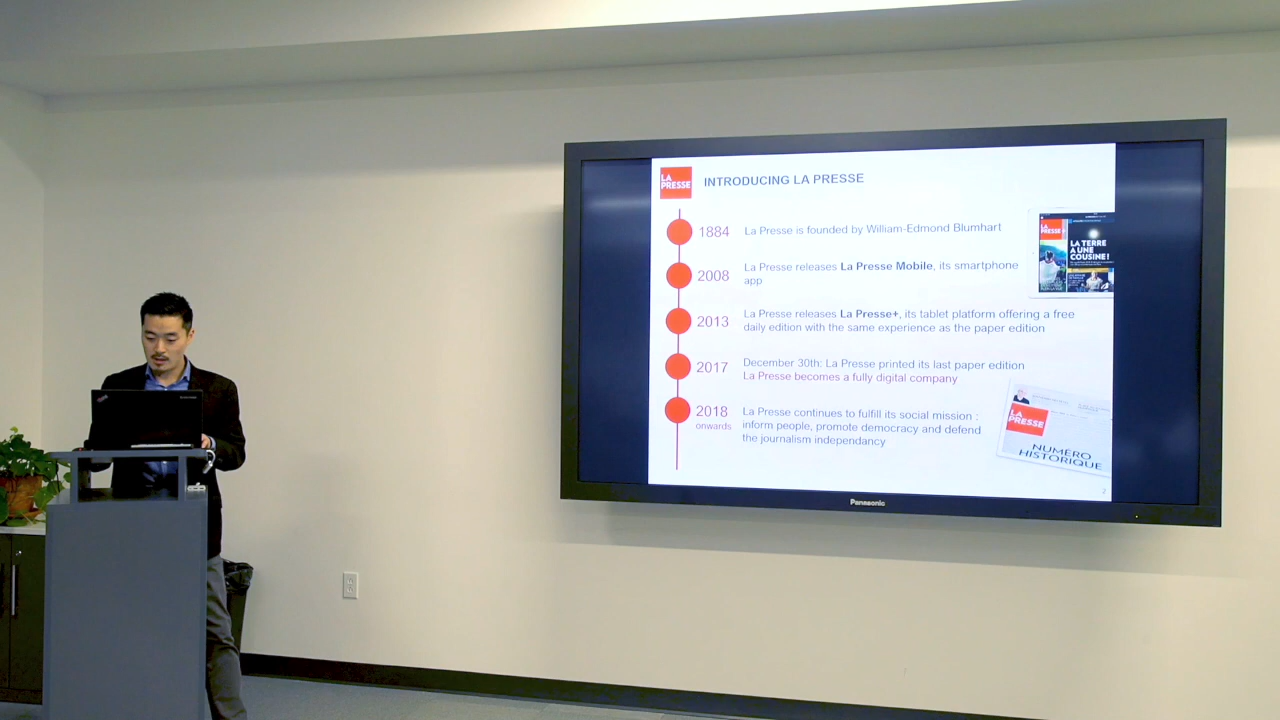 LA
PRESSE
INTRODUCING LA PRESSE
1884
La Presse is founded by William-Edmond Blumhart
2008
La Presse releases La Presse Mobile, its smartphone
app
2013
La Presse releases La Presse+, its tablet platform offering a free
daily edition with the same experience as the paper edition
2017
December 30th: La Presse printed its last paper edition
La Presse becomes a fully digital company
2018
onwards
La Presse continues to fulfill its social mission :
inform people, promote democracy and defend
the journalism independancy
LA
PRESSE+
LA TERRE
A UNE
COUSINE !
LA
PRESSE
NUMÉRO
HISTORIQUE
2
Panasonic